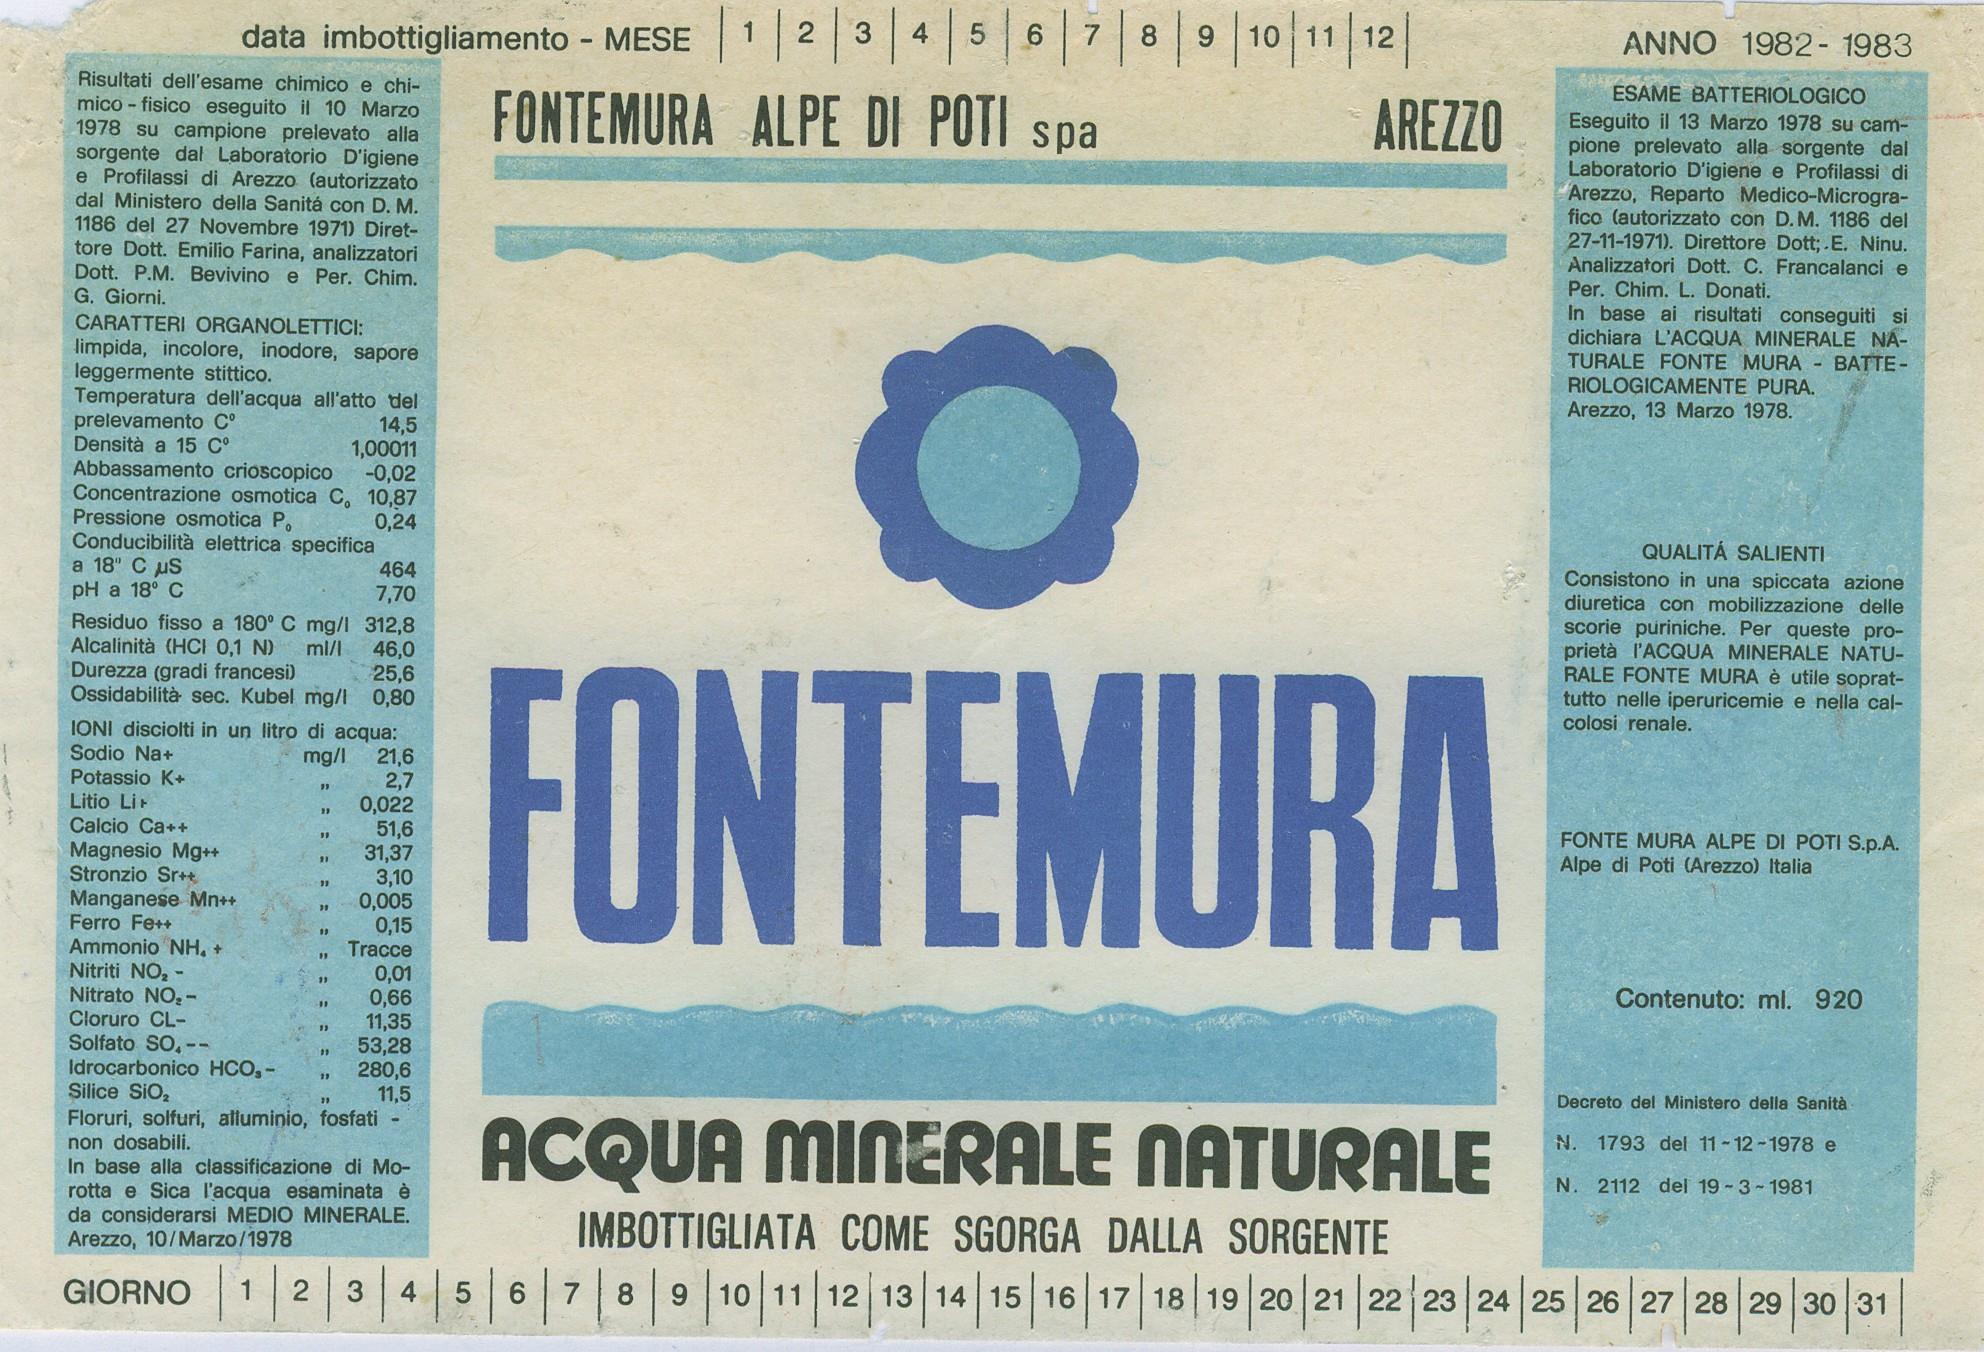 data imbottigliamento - MESE | 1 | 2 | 3 | 4 | 5 | 6 | 7 | 8 | 9 | 10 | 11 | 12 |
ANNO 1982 - 1983
Risultati dell'esame chimico e chi-
mico - fisico eseguito il 10 Marzo
1978 su campione prelevato alla
sorgente dal Laboratorio D'igiene
e Profilassi di Arezzo (autorizzato
dal Ministero della Sanitá con D. M.
1186 del 27 Novembre 1971) Diret-
tore Dott. Emilio Farina, analizzatori
Dott. P.M. Bevivino e Per. Chim.
G. Giorni.
CARATTERI ORGANOLETTICI:
limpida, incolore, inodore, sapore
leggermente stittico.
Temperatura dell'acqua all'atto del
prelevamento C° 14,5
Densità a 15 C° 1,00011
Abbassamento crioscopico -0,02
Concentrazione osmotica C₀ 10,87
Pressione osmotica P₀ 0,24
Conducibilità elettrica specifica
a 18" C µS 464
pH a 18° C 7,70
Residuo fisso a 180° C mg/l 312,8
Alcalinità (HCl 0,1 N) ml/l 46,0
Durezza (gradi francesi) 25,6
Ossidabilità sec. Kubel mg/l 0,80
IONI disciolti in un litro di acqua:
Sodio Na+ mg/l 21,6
Potassio K+ „ 2,7
Litio Li+ „ 0,022
Calcio Ca++ „ 51,6
Magnesio Mg++ „ 31,37
Stronzio Sr++ „ 3,10
Manganese Mn++ „ 0,005
Ferro Fe++ „ 0,15
Ammonio NH₄ + „ Tracce
Nitriti NO₂ - „ 0,01
Nitrato NO₂ - „ 0,66
Cloruro CL- „ 11,35
Solfato SO₄ -- „ 53,28
Idrocarbonico HCO₃ - „ 280,6
Silice SiO₂ „ 11,5
Floruri, solfuri, alluminio, fosfati -
non dosabili.
In base alla classificazione di Mo-
rotta e Sica l'acqua esaminata è
da considerarsi MEDIO MINERALE.
Arezzo, 10/Marzo/1978
FONTEMURA ALPE DI POTI spa AREZZO
FONTEMURA
ACQUA MINERALE NATURALE
IMBOTTIGLIATA COME SGORGA DALLA SORGENTE
ESAME BATTERIOLOGICO
Eseguito il 13 Marzo 1978 su cam-
pione prelevato alla sorgente dal
Laboratorio D'igiene e Profilassi di
Arezzo, Reparto Medico-Microgra-
fico (autorizzato con D.M. 1186 del
27-11-1971). Direttore Dott; E. Ninu.
Analizzatori Dott. C. Francalanci e
Per. Chim. L. Donati.
In base ai risultati conseguiti si
dichiara L'ACQUA MINERALE NA-
TURALE FONTE MURA - BATTE-
RIOLOGICAMENTE PURA.
Arezzo, 13 Marzo 1978.
QUALITÁ SALIENTI
Consistono in una spiccata azione
diuretica con mobilizzazione delle
scorie puriniche. Per queste pro-
prietà l'ACQUA MINERALE NATU-
RALE FONTE MURA è utile soprat-
tutto nelle iperuricemie e nella cal-
colosi renale.
FONTE MURA ALPE DI POTI S.p.A.
Alpe di Poti (Arezzo) Italia
Contenuto: ml. 920
Decreto del Ministero della Sanità
N. 1793 del 11-12-1978 e
N. 2112 del 19-3-1981
GIORNO | 1 | 2 | 3 | 4 | 5 | 6 | 7 | 8 | 9 | 10 | 11 | 12 | 13 | 14 | 15 | 16 | 17 | 18 | 19 | 20 | 21 | 22 | 23 | 24 | 25 | 26 | 27 | 28 | 29 | 30 | 31 |